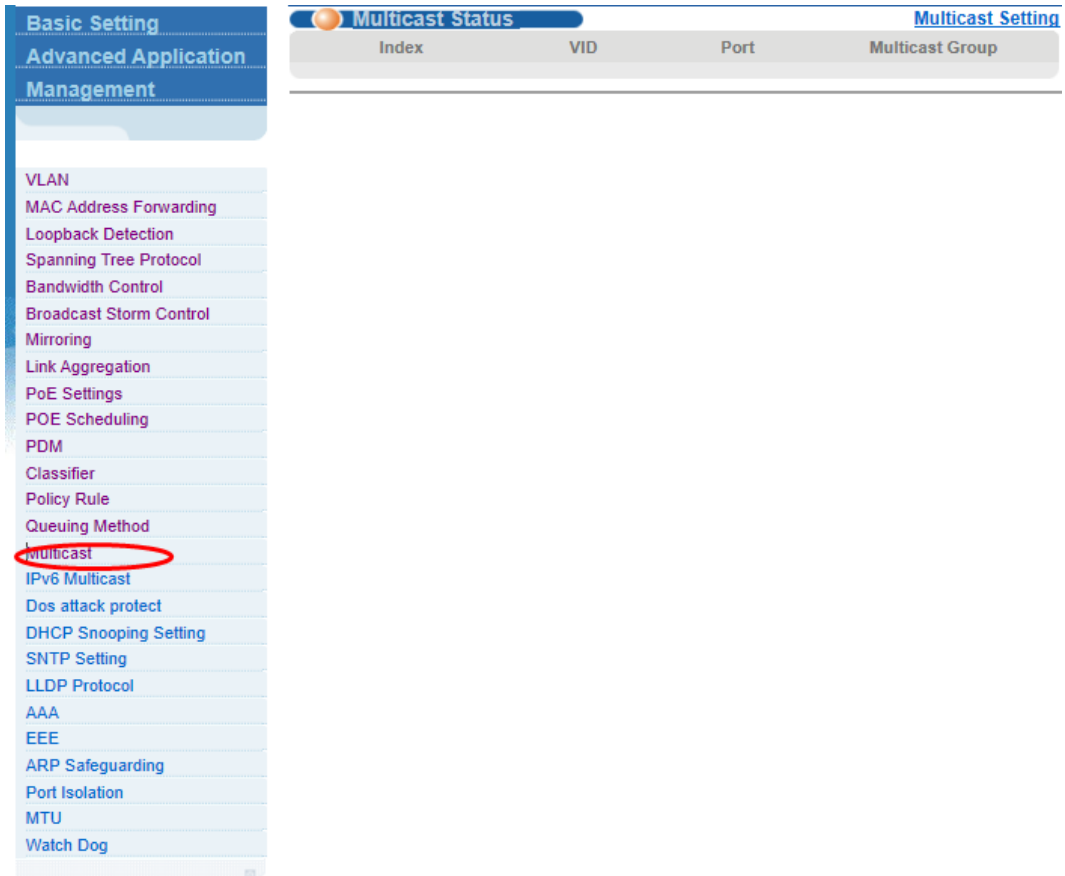 Basic Setting
Advanced Application
Management
Multicast Status
Multicast Setting
Index VID Port Multicast Group
VLAN
MAC Address Forwarding
Loopback Detection
Spanning Tree Protocol
Bandwidth Control
Broadcast Storm Control
Mirroring
Link Aggregation
PoE Settings
POE Scheduling
PDM
Classifier
Policy Rule
Queuing Method
Multicast
IPv6 Multicast
Dos attack protect
DHCP Snooping Setting
SNTP Setting
LLDP Protocol
AAA
EEE
ARP Safeguarding
Port Isolation
MTU
Watch Dog